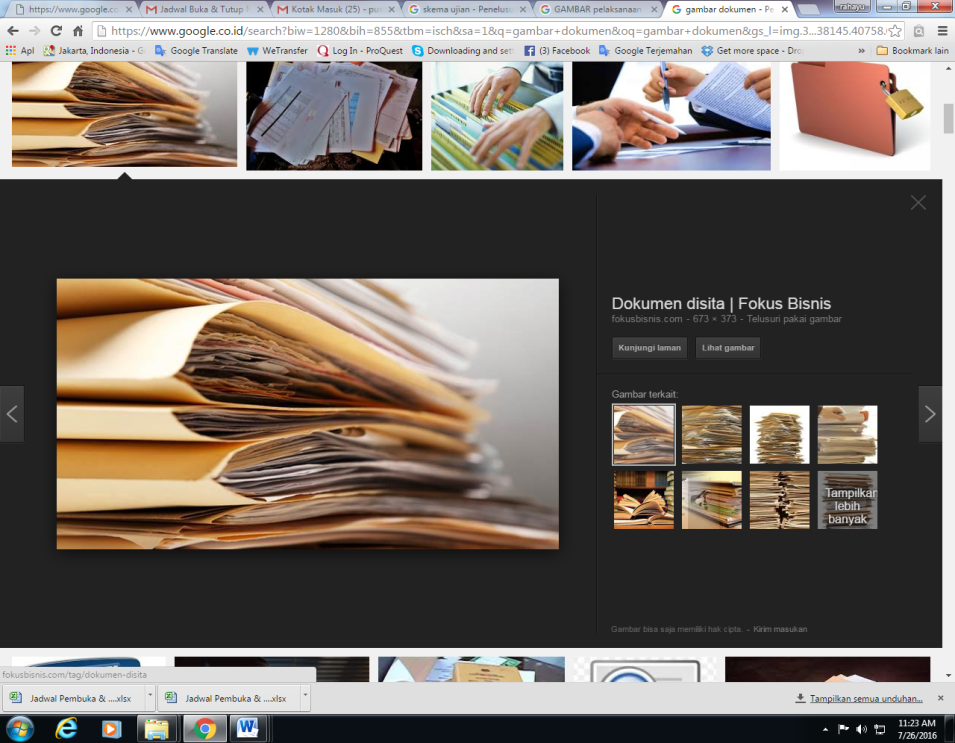 https://www.google.co
Jadwal Buka & Tutup
Kotak Masuk (25) - pus
skema ujian - Penelusu
GAMBAR pelaksanaan
gambar dokumen - Pe
rahayu
https://www.google.co.id/search?biw=1280&bih=855&tbm=isch&sa=1&q=gambar+dokumen&oq=gambar+dokumen&gs_l=img.3...38145.40758.
Apl
Jakarta, Indonesia - G
Google Translate
WeTransfer
Log In - ProQuest
Downloading and sett
(3) Facebook
Google Terjemahan
Get more space - Dro
»
Bookmark lain
Dokumen disita | Fokus Bisnis
fokusbisnis.com - 673 × 373 - Telusuri pakai gambar
Kunjungi laman
Lihat gambar
Gambar terkait:
Tampilkan
lebih
banyak
Gambar bisa saja memiliki hak cipta. - Kirim masukan
fokusbisnis.com/tag/dokumen-disita
Jadwal Pembuka & ....xlsx
Jadwal Pembuka & ....xlsx
Tampilkan semua unduhan...
11:23 AM
7/26/2016